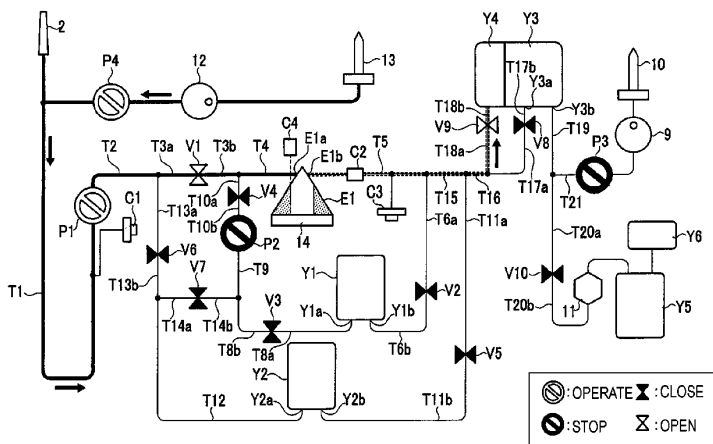 2
P4
12
13
Y4
Y3
10
T17b
Y3a
T18b
Y3b
V9
V8
T19
P3
9
C4
E1a
E1b
T2
T3a
V1
T3b
T4
C2
T5
T18a
T10a
V4
T15
T16
T17a
T21
P1
C1
T13a
T10b
P2
E1
C3
T6a
T11a
T20a
14
Y6
V6
V7
T9
Y1
V2
V10
T1
T13b
V3
T14a
T14b
Y1a
Y1b
T20b
11
Y5
T8b
T8a
T6b
V5
Y2
Y2a
Y2b
T12
T11b
: OPERATE
: CLOSE
: STOP
: OPEN